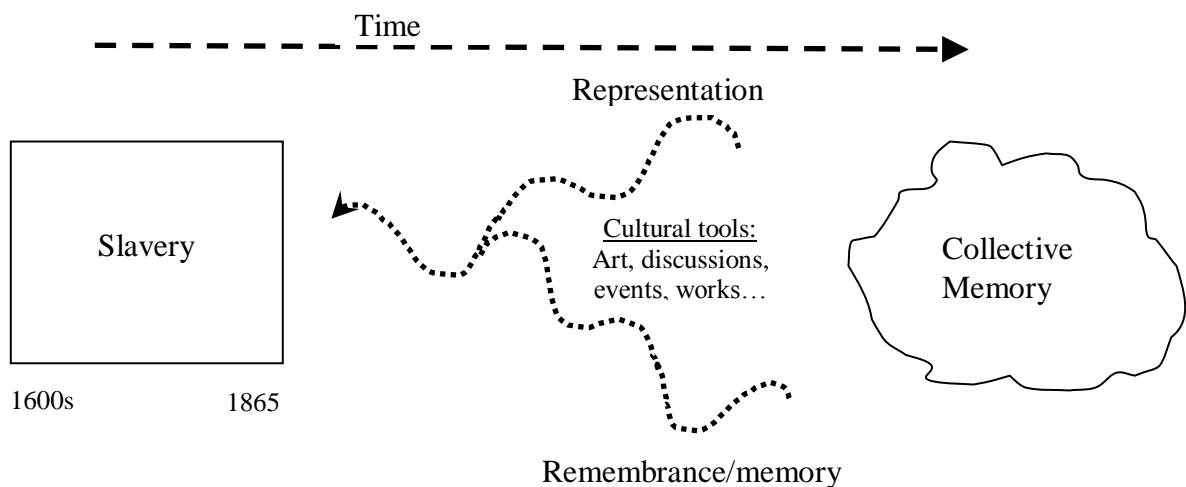 Time
Representation
Slavery
Cultural tools:
Art, discussions,
events, works…
Collective
Memory
1600s 1865
Remembrance/memory